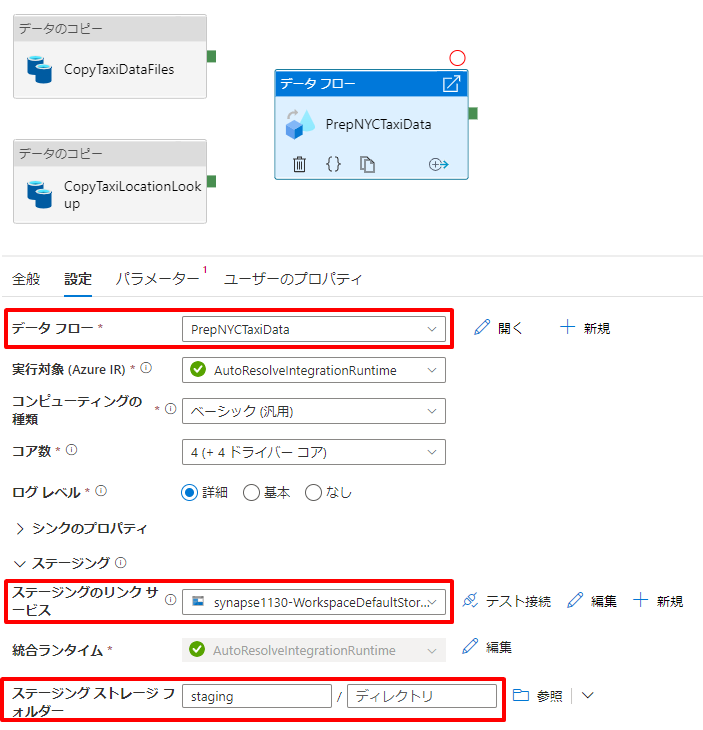 データのコピー
CopyTaxiDataFiles
データ フロー
PrepNYCTaxiData
データのコピー
CopyTaxiLocationLook
up
全般 設定 パラメーター 1 ユーザーのプロパティ
データ フロー * PrepNYCTaxiData 開く 新規
実行対象 (Azure IR) * AutoResolveIntegrationRuntime
コンピューティングの
種類 * ベーシック (汎用)
コア数 * 4 (+ 4 ドライバー コア)
ログ レベル * 詳細 基本 なし
シンクのプロパティ
ステージング
ステージングのリンク サ
ービス synapse1130-WorkspaceDefaultStor... テスト接続 編集 新規
統合ランタイム * AutoResolveIntegrationRuntime 編集
ステージング ストレージ フ
ォルダー staging / ディレクトリ 参照